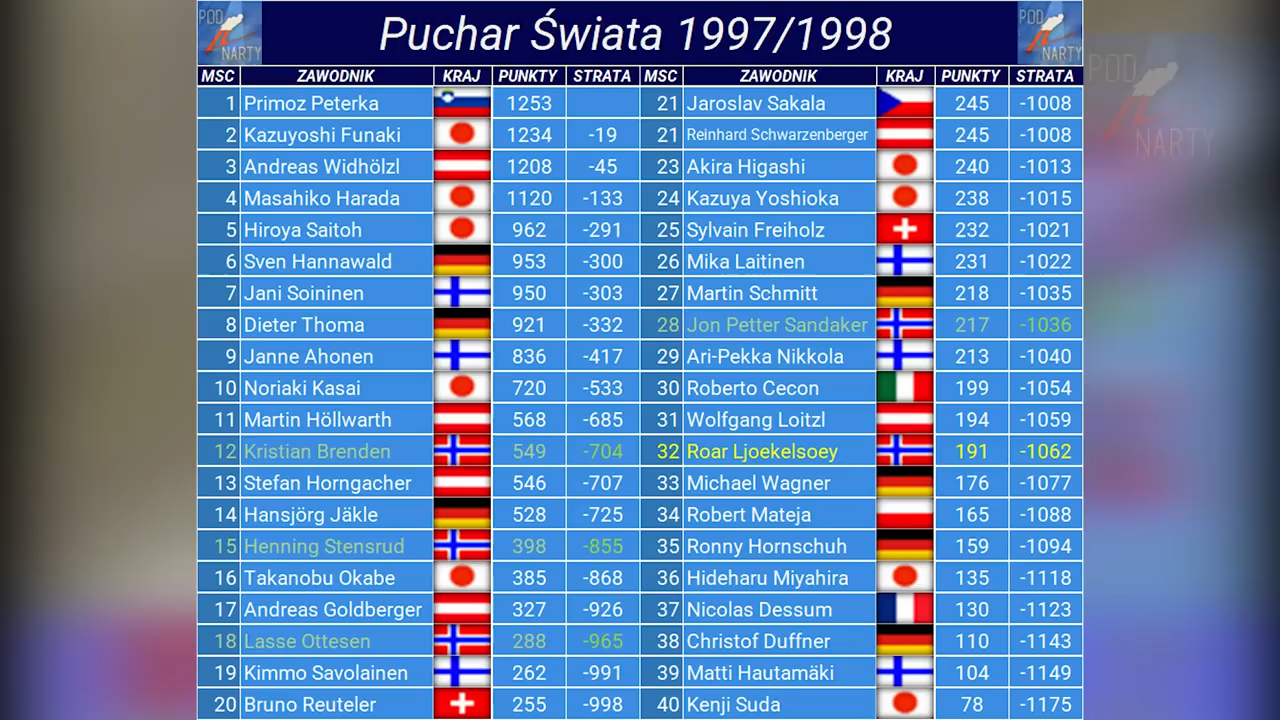 POD
NARTY
Puchar Świata 1997/1998
POD
NARTY
POD
NARTY
MSC ZAWODNIK KRAJ PUNKTY STRATA MSC ZAWODNIK KRAJ PUNKTY STRATA
1 Primoz Peterka 1253 21 Jaroslav Sakala 245 -1008
2 Kazuyoshi Funaki 1234 -19 21 Reinhard Schwarzenberger 245 -1008
3 Andreas Widhölzl 1208 -45 23 Akira Higashi 240 -1013
4 Masahiko Harada 1120 -133 24 Kazuya Yoshioka 238 -1015
5 Hiroya Saitoh 962 -291 25 Sylvain Freiholz 232 -1021
6 Sven Hannawald 953 -300 26 Mika Laitinen 231 -1022
7 Jani Soininen 950 -303 27 Martin Schmitt 218 -1035
8 Dieter Thoma 921 -332 28 Jon Petter Sandaker 217 -1036
9 Janne Ahonen 836 -417 29 Ari-Pekka Nikkola 213 -1040
10 Noriaki Kasai 720 -533 30 Roberto Cecon 199 -1054
11 Martin Höllwarth 568 -685 31 Wolfgang Loitzl 194 -1059
12 Kristian Brenden 549 -704 32 Roar Ljoekelsoey 191 -1062
13 Stefan Horngacher 546 -707 33 Michael Wagner 176 -1077
14 Hansjörg Jäkle 528 -725 34 Robert Mateja 165 -1088
15 Henning Stensrud 398 -855 35 Ronny Hornschuh 159 -1094
16 Takanobu Okabe 385 -868 36 Hideharu Miyahira 135 -1118
17 Andreas Goldberger 327 -926 37 Nicolas Dessum 130 -1123
18 Lasse Ottesen 288 -965 38 Christof Duffner 110 -1143
19 Kimmo Savolainen 262 -991 39 Matti Hautamäki 104 -1149
20 Bruno Reuteler 255 -998 40 Kenji Suda 78 -1175